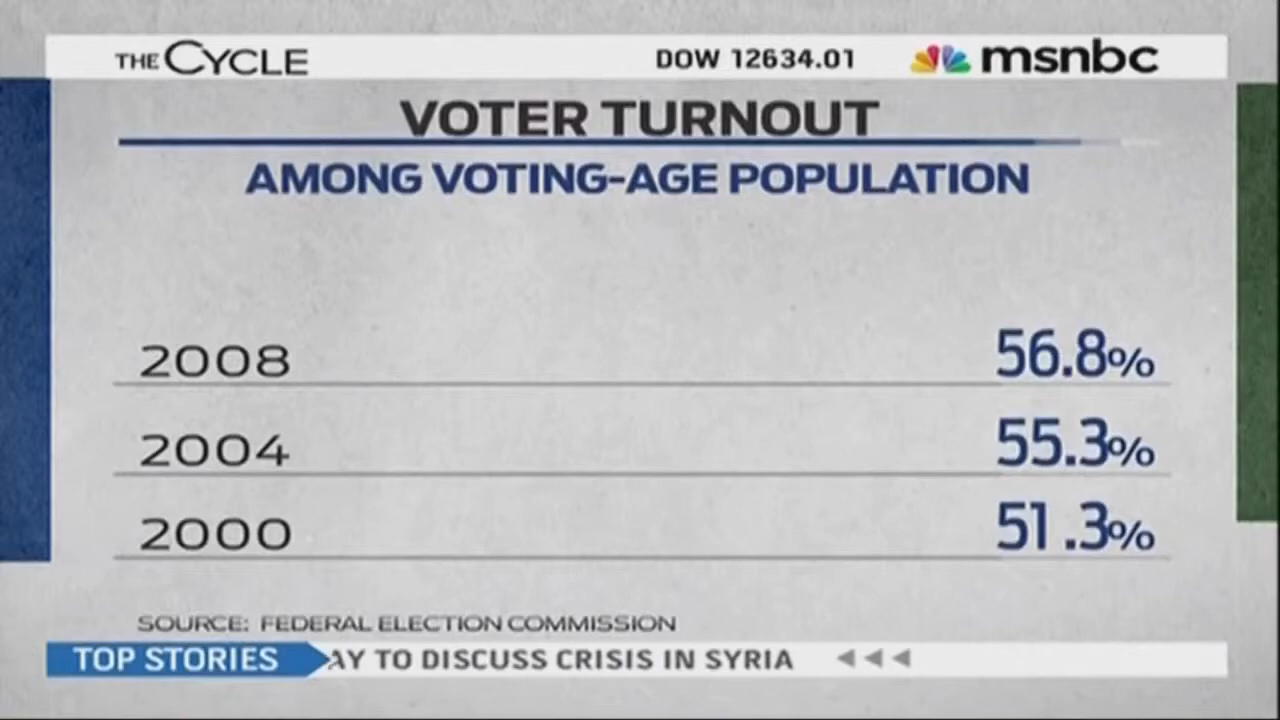 THE CYCLE DOW 12634.01 msnbc
VOTER TURNOUT
AMONG VOTING-AGE POPULATION
2008 56.8%
2004 55.3%
2000 51.3%
SOURCE: FEDERAL ELECTION COMMISSION
TOP STORIES AY TO DISCUSS CRISIS IN SYRIA